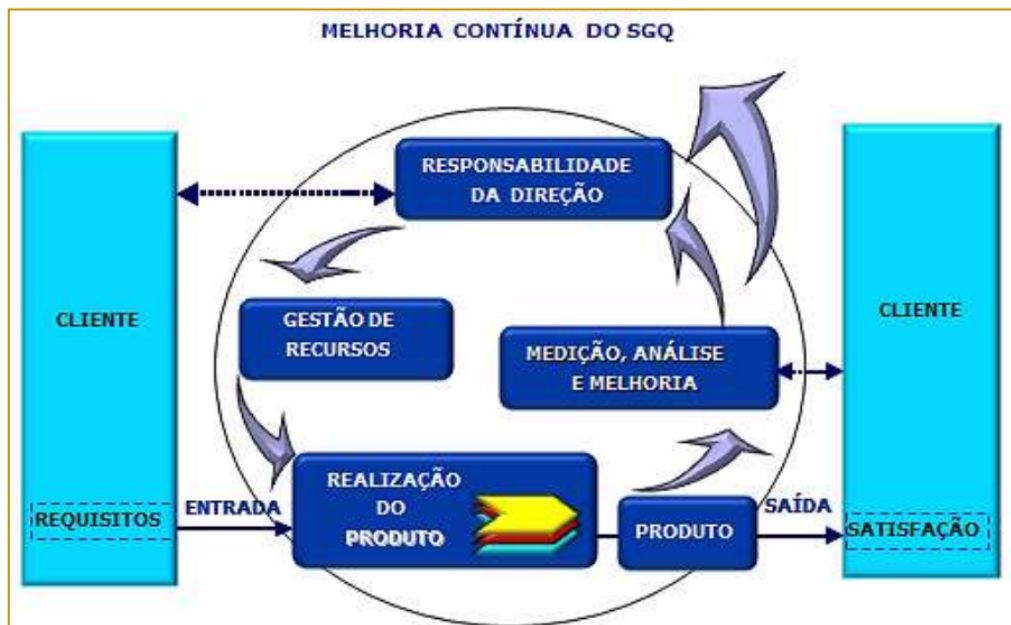 MELHORIA CONTÍNUA DO SGQ
RESPONSABILIDADE
DA DIREÇÃO
CLIENTE
GESTÃO DE
RECURSOS
MEDIÇÃO, ANÁLISE
E MELHORIA
CLIENTE
REQUISITOS
ENTRADA
REALIZAÇÃO
DO
PRODUTO
PRODUTO
SAÍDA
SATISFAÇÃO